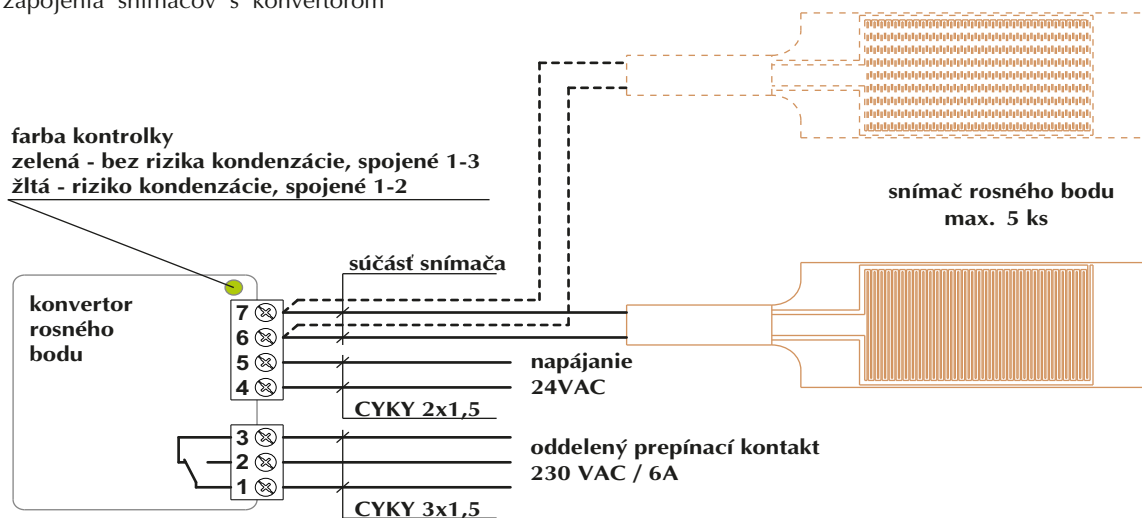 zapojenia snímačov s konvertorom
farba kontrolky
zelená - bez rizika kondenzácie, spojené 1-3
žltá - riziko kondenzácie, spojené 1-2
snímač rosného bodu
max. 5 ks
súčásť snímača
konvertor
rosného
bodu
7
6
5
4
napájanie
24VAC
CYKY 2x1,5
3
2
1
oddelený prepínací kontakt
230 VAC / 6A
CYKY 3x1,5